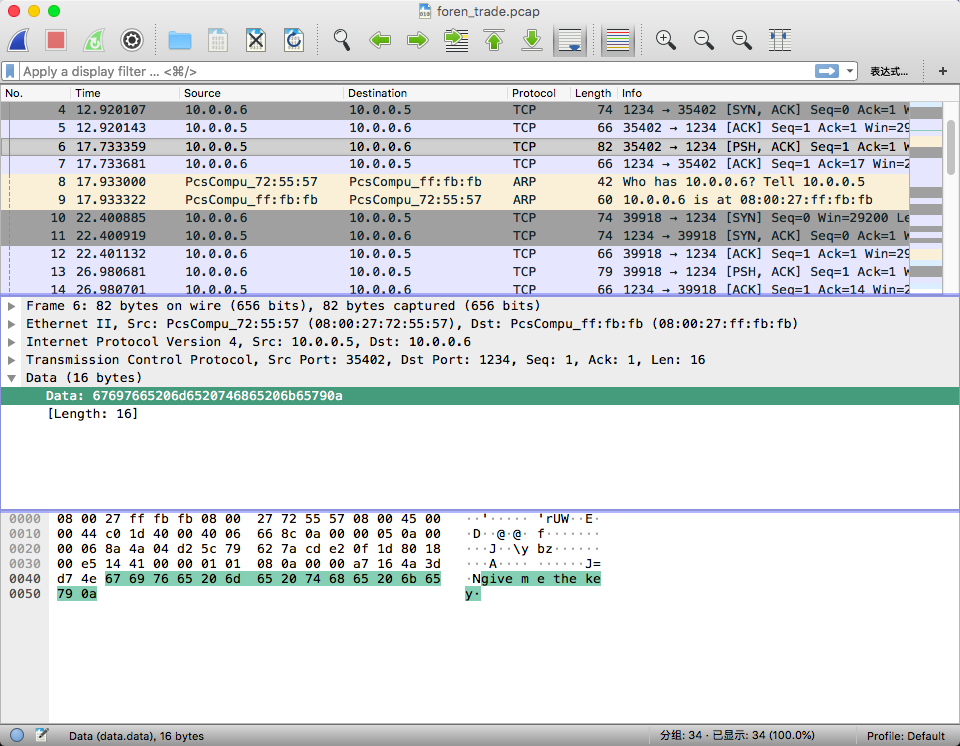 foren_trade.pcap
Apply a display filter ... <⌘/>
表达式...
+
No. Time Source Destination Protocol Length Info
4 12.920107 10.0.0.6 10.0.0.5 TCP 74 1234 → 35402 [SYN, ACK] Seq=0 Ack=1 W
5 12.920143 10.0.0.5 10.0.0.6 TCP 66 35402 → 1234 [ACK] Seq=1 Ack=1 Win=29
6 17.733359 10.0.0.5 10.0.0.6 TCP 82 35402 → 1234 [PSH, ACK] Seq=1 Ack=1 W
7 17.733681 10.0.0.6 10.0.0.5 TCP 66 1234 → 35402 [ACK] Seq=1 Ack=17 Win=2
8 17.933000 PcsCompu_72:55:57 PcsCompu_ff:fb:fb ARP 42 Who has 10.0.0.6? Tell 10.0.0.5
9 17.933322 PcsCompu_ff:fb:fb PcsCompu_72:55:57 ARP 60 10.0.0.6 is at 08:00:27:ff:fb:fb
10 22.400885 10.0.0.6 10.0.0.5 TCP 74 39918 → 1234 [SYN] Seq=0 Win=29200 Le
11 22.400919 10.0.0.5 10.0.0.6 TCP 74 1234 → 39918 [SYN, ACK] Seq=0 Ack=1 W
12 22.401132 10.0.0.6 10.0.0.5 TCP 66 39918 → 1234 [ACK] Seq=1 Ack=1 Win=29
13 26.980681 10.0.0.6 10.0.0.5 TCP 79 39918 → 1234 [PSH, ACK] Seq=1 Ack=1 W
14 26.980701 10.0.0.5 10.0.0.6 TCP 66 1234 → 39918 [ACK] Seq=1 Ack=14 Win=2
Frame 6: 82 bytes on wire (656 bits), 82 bytes captured (656 bits)
Ethernet II, Src: PcsCompu_72:55:57 (08:00:27:72:55:57), Dst: PcsCompu_ff:fb:fb (08:00:27:ff:fb:fb)
Internet Protocol Version 4, Src: 10.0.0.5, Dst: 10.0.0.6
Transmission Control Protocol, Src Port: 35402, Dst Port: 1234, Seq: 1, Ack: 1, Len: 16
Data (16 bytes)
Data: 67697665206d6520746865206b65790a
[Length: 16]
0000 08 00 27 ff fb fb 08 00 27 72 55 57 08 00 45 00 ··'····· 'rUW··E·
0010 00 44 c0 1d 40 00 40 06 66 8c 0a 00 00 05 0a 00 ·D··@·@· f·······
0020 00 06 8a 4a 04 d2 5c 79 62 7a cd e2 0f 1d 80 18 ···J··\y bz······
0030 00 e5 14 41 00 00 01 01 08 0a 00 00 a7 16 4a 3d ···A···· ······J=
0040 d7 4e 67 69 76 65 20 6d 65 20 74 68 65 20 6b 65 ·Ngive m e the ke
0050 79 0a y·
Data (data.data), 16 bytes
分组: 34 · 已显示: 34 (100.0%)
Profile: Default